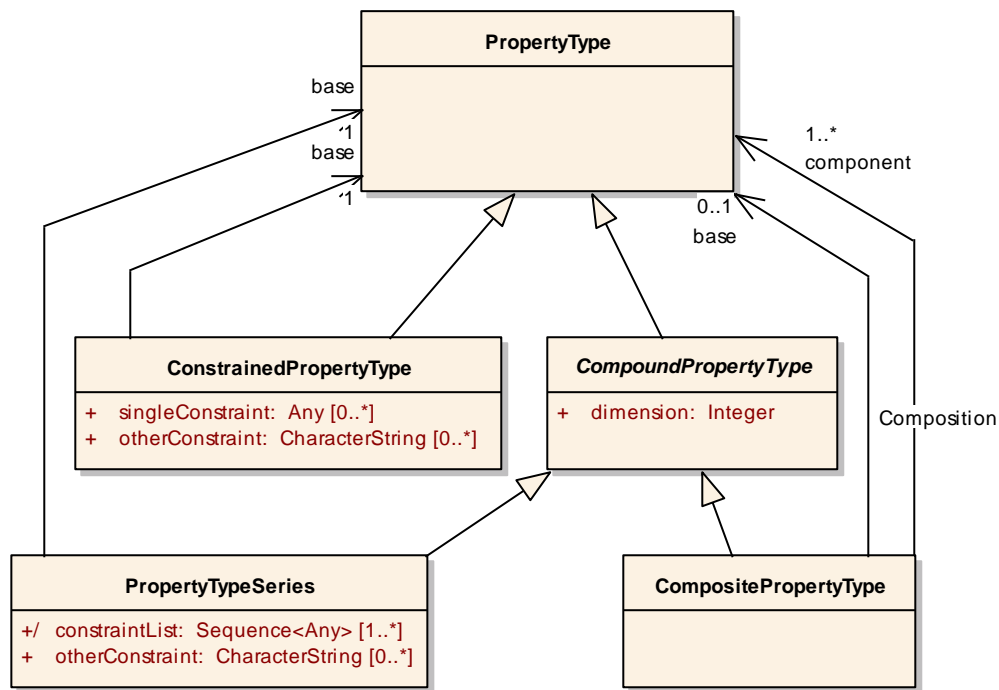 PropertyType
base
1
base
1
1..*
component
0..1
base
ConstrainedPropertyType
+ singleConstraint: Any [0..*]
+ otherConstraint: CharacterString [0..*]
CompoundPropertyType
+ dimension: Integer
Composition
PropertyTypeSeries
+/ constraintList: Sequence<Any> [1..*]
+ otherConstraint: CharacterString [0..*]
CompositePropertyType